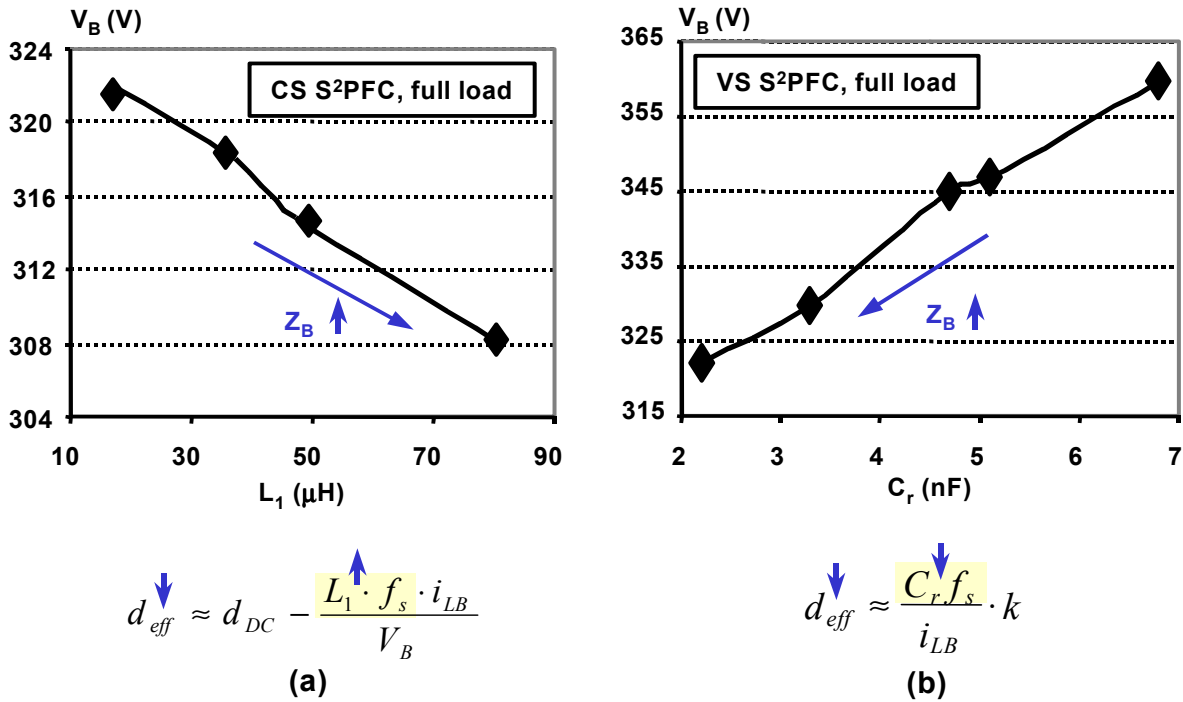 V_B (V)
324
320
316
312
308
304
CS S²PFC, full load
Z_B
10 30 50 70 90
L_1 (μH)
d_eff ≈ d_DC − L_1 · f_s · i_LB / V_B
(a)
V_B (V)
365
355
345
335
325
315
VS S²PFC, full load
Z_B
2 3 4 5 6 7
C_r (nF)
d_eff ≈ C_r . f_s / i_LB · k
(b)